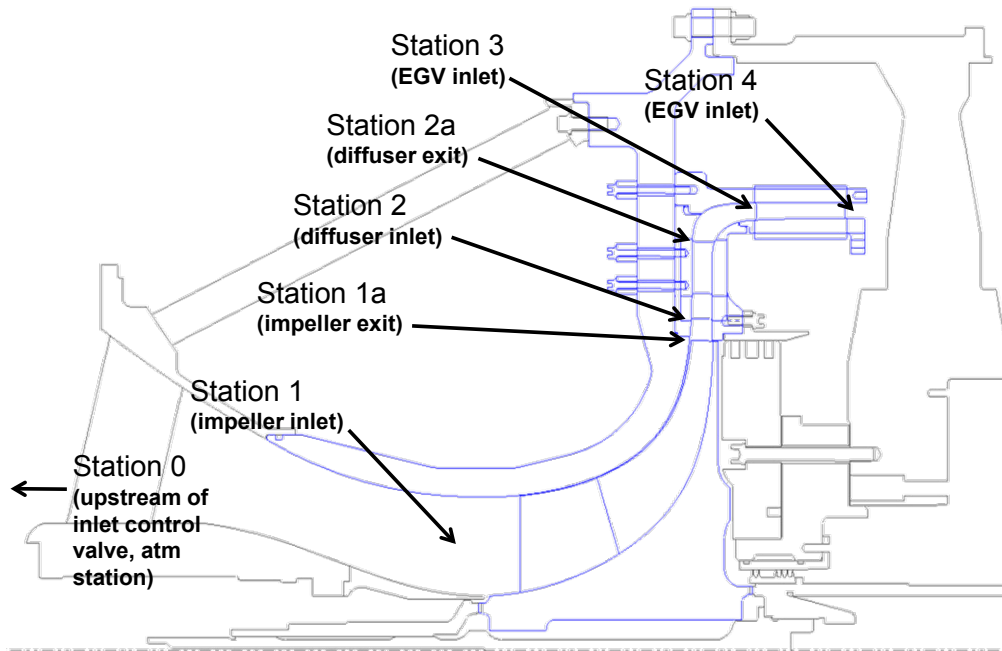 Station 3
(EGV inlet)
Station 4
(EGV inlet)
Station 2a
(diffuser exit)
Station 2
(diffuser inlet)
Station 1a
(impeller exit)
Station 1
(impeller inlet)
Station 0
(upstream of
inlet control
valve, atm
station)